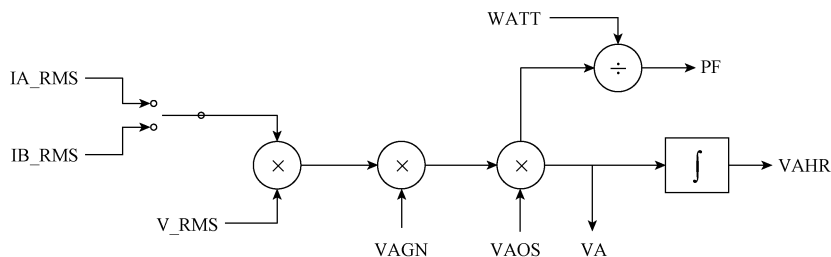 WATT
÷
PF
IA_RMS
IB_RMS
×
×
×
∫
VAHR
V_RMS
VAGN
VAOS
VA